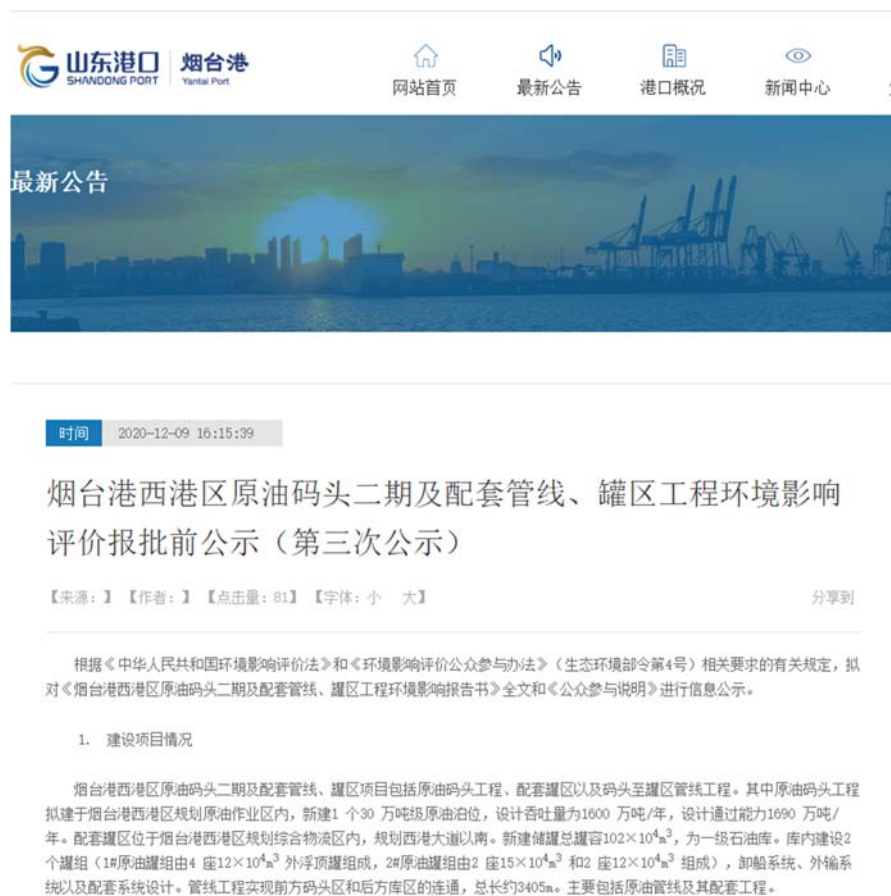 山东港口 烟台港
SHANDONG PORT Yantai Port
网站首页 最新公告 港口概况 新闻中心
最新公告
时间 2020-12-09 16:15:39
烟台港西港区原油码头二期及配套管线、罐区工程环境影响
评价报批前公示（第三次公示）
【来源：】【作者：】【点击量：81】【字体：小 大】 分享到
根据《中华人民共和国环境影响评价法》和《环境影响评价公众参与办法》（生态环境部令第4号）相关要求的有关规定，拟
对《烟台港西港区原油码头二期及配套管线、罐区工程环境影响报告书》全文和《公众参与说明》进行信息公示。
1. 建设项目情况
烟台港西港区原油码头二期及配套管线、罐区项目包括原油码头工程、配套罐区以及码头至罐区管线工程。其中原油码头工程
拟建于烟台港西港区规划原油作业区内，新建1 个30 万吨级原油泊位，设计吞吐量为1600 万吨/年，设计通过能力1690 万吨/
年。配套罐区位于烟台港西港区规划综合物流区内，规划西港大道以南。新建储罐总罐容102×10⁴m³，为一级石油库。库内建设2
个罐组（1#原油罐组由4 座12×10⁴m³ 外浮顶罐组成，2#原油罐组由2 座15×10⁴m³ 和2 座12×10⁴m³ 组成），卸船系统、外输系
统以及配套系统设计。管线工程实现前方码头区和后方库区的连通，总长约3405m。主要包括原油管线及其配套工程。